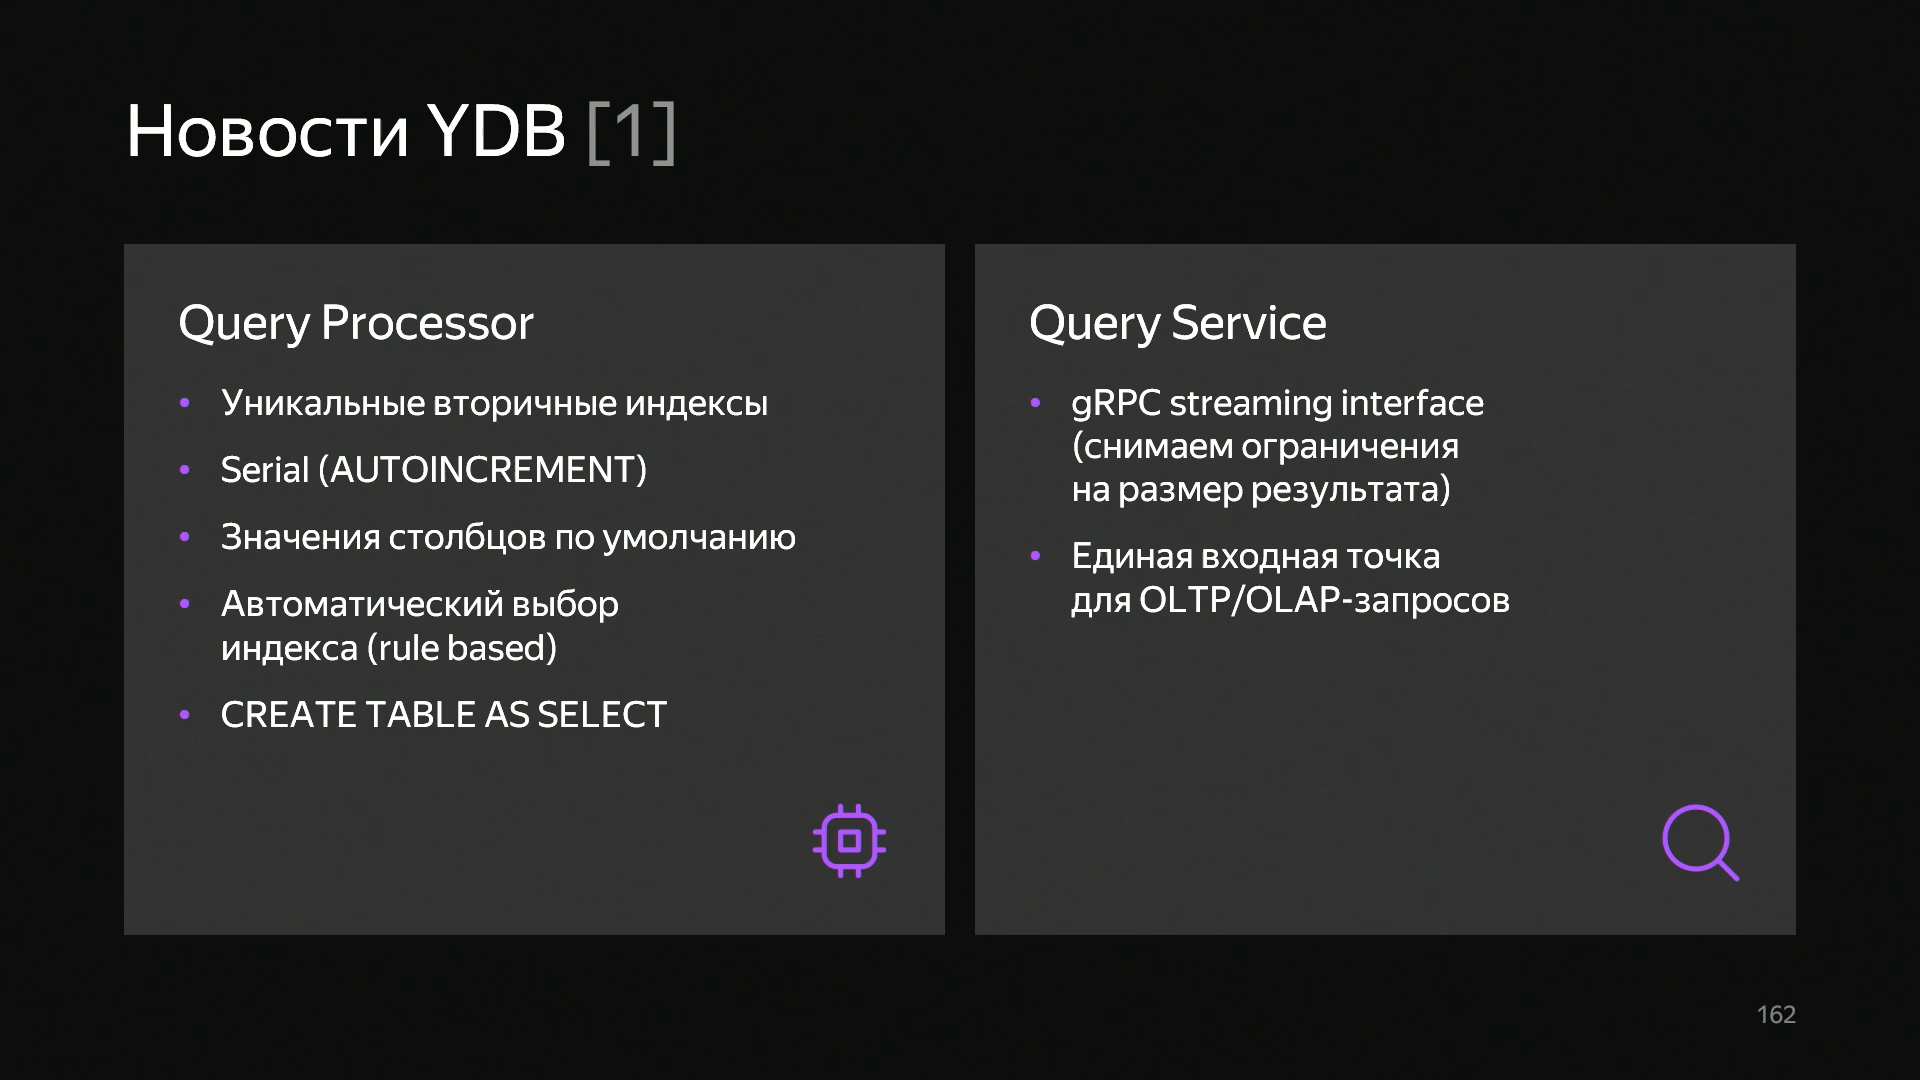 Новости YDB [1]
Query Processor
• Уникальные вторичные индексы
• Serial (AUTOINCREMENT)
• Значения столбцов по умолчанию
• Автоматический выбор
индекса (rule based)
• CREATE TABLE AS SELECT
Query Service
• gRPC streaming interface
(снимаем ограничения
на размер результата)
• Единая входная точка
для OLTP/OLAP-запросов
162